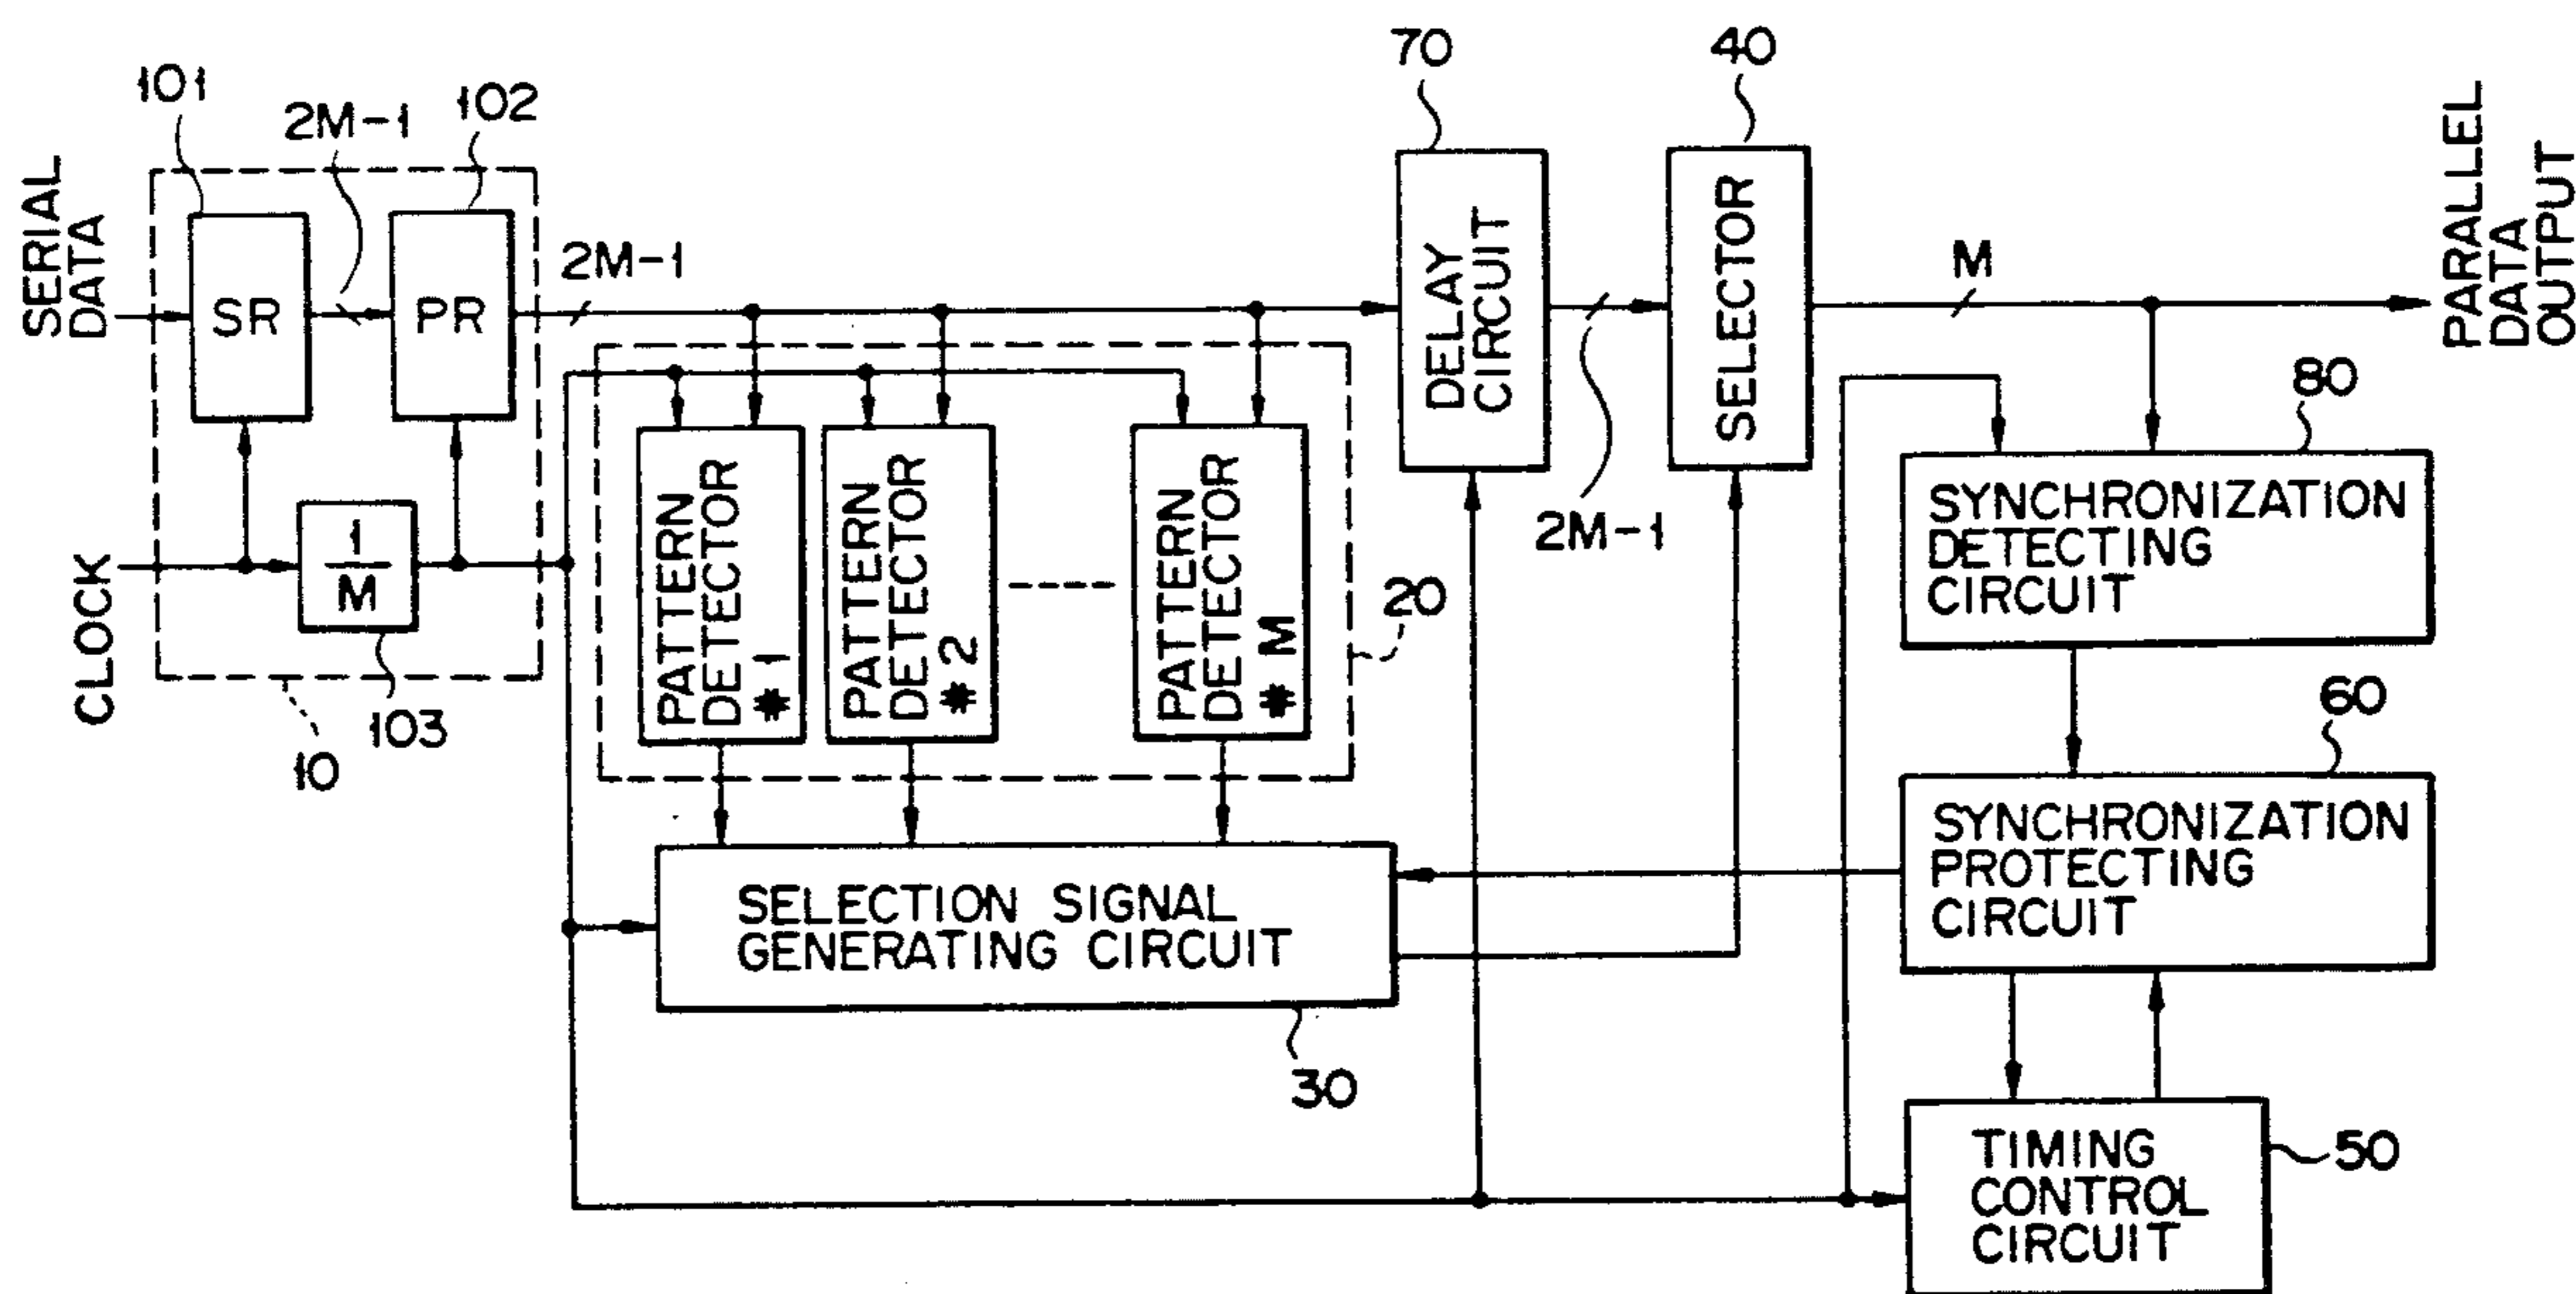 SERIAL
DATA
CLOCK
101
2M-1
102
SR
PR
1
M
103
10
2M-1
PATTERN
DETECTOR
# 1
PATTERN
DETECTOR
# 2
PATTERN
DETECTOR
# M
20
SELECTION SIGNAL
GENERATING CIRCUIT
30
70
DELAY
CIRCUIT
2M-1
40
SELECTOR
M
PARALLEL
DATA
OUTPUT
80
SYNCHRONIZATION
DETECTING
CIRCUIT
60
SYNCHRONIZATION
PROTECTING
CIRCUIT
TIMING
CONTROL
CIRCUIT
50